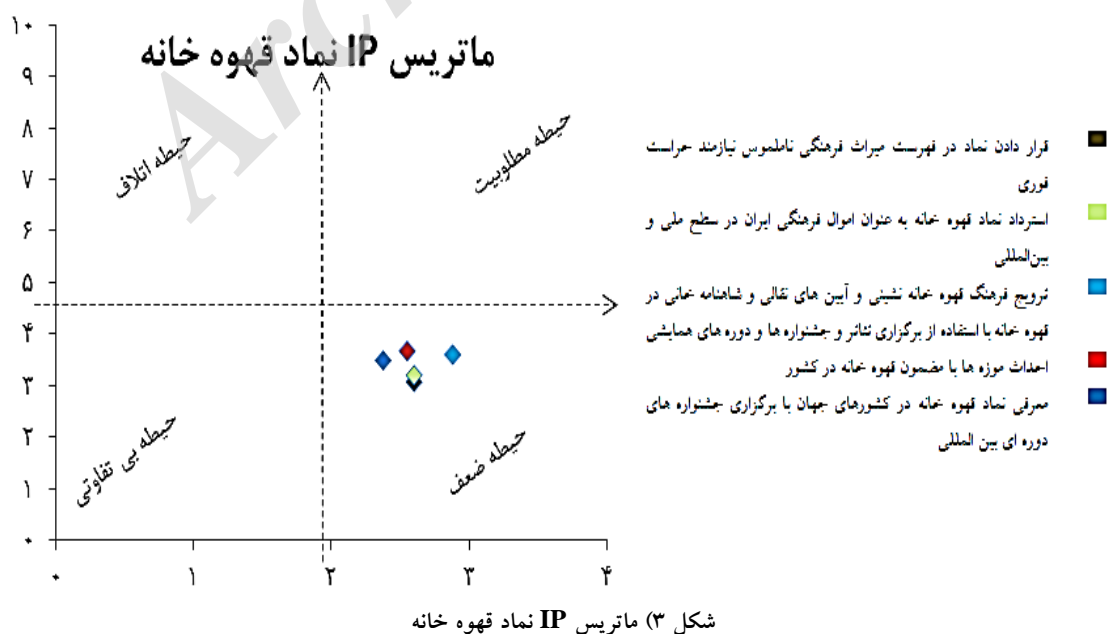 Arc
ماتریس IP نماد قهوه خانه
۱۰
۹
۸
۷
۶
۵
۴
۳
۲
۱
۰
حیطه اتلاف
حیطه مطلوبیت
حیطه بی تفاوتی
حیطه ضعف
۰ ۱ ۲ ۳ ۴
قرار دادن نماد در فهرست میراث فرهنگی ناملموس نیازمند حراست
فوری
استرداد نماد قهوه خانه به عنوان اموال فرهنگی ایران در سطح ملی و
بین‌المللی
ترویج فرهنگ قهوه خانه نشینی و آیین های نقالی و شاهنامه خانی در
قهوه خانه با استفاده از برگزاری تئاتر و جشنواره ها و دوره های همایشی
احداث موزه ها با مضمون قهوه خانه در کشور
معرفی نماد قهوه خانه در کشورهای جهان با برگزاری جشنواره های
دوره ای بین المللی
شکل ۳) ماتریس IP نماد قهوه خانه